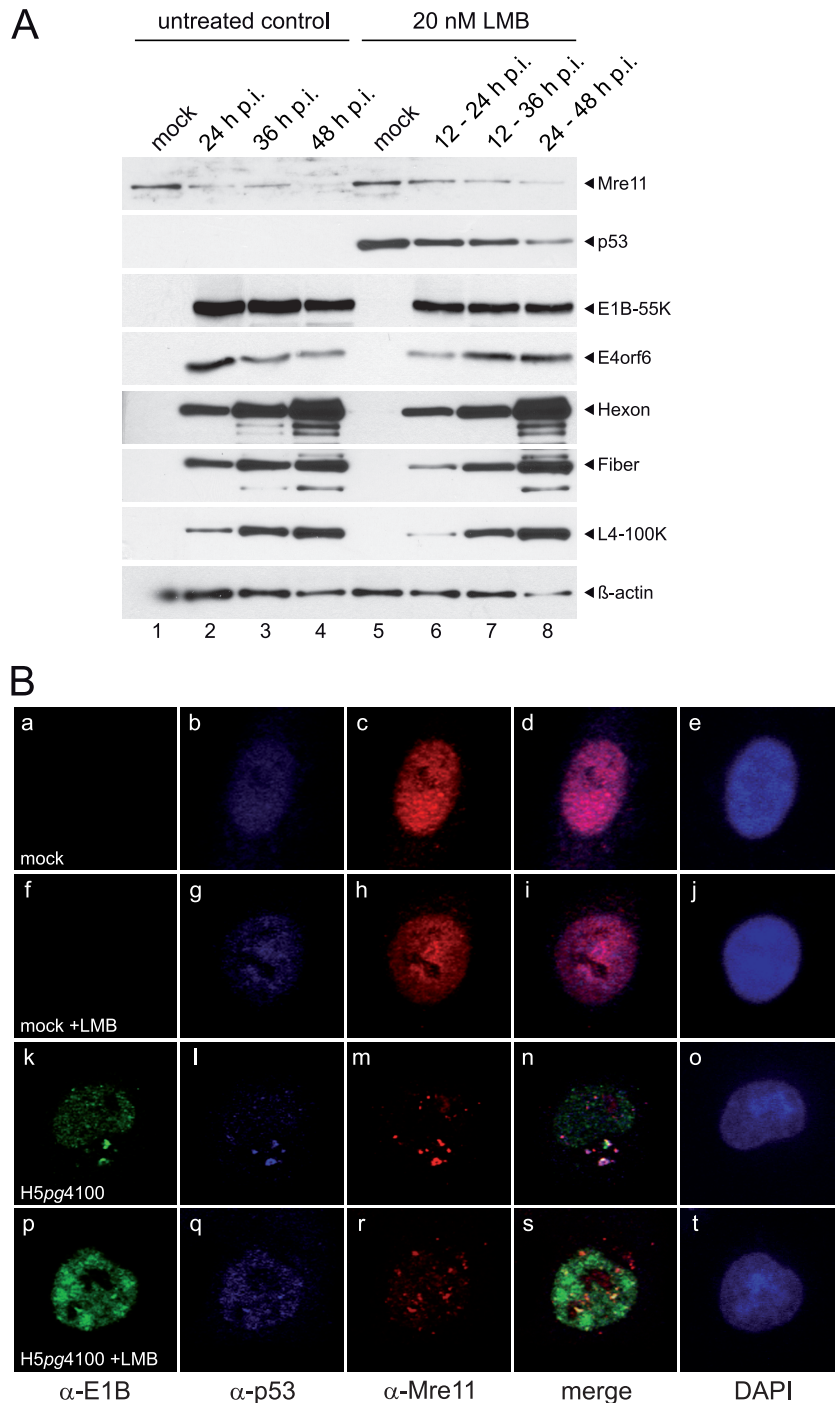 A
untreated control 20 nM LMB
mock 24 h p.i. 36 h p.i. 48 h p.i. mock 12 - 24 h p.i. 12 - 36 h p.i. 24 - 48 h p.i.
Mre11
p53
E1B-55K
E4orf6
Hexon
Fiber
L4-100K
ß-actin
1 2 3 4 5 6 7 8
B
a b c d e
mock
f g h i j
mock +LMB
k l m n o
H5pg4100
p q r s t
H5pg4100 +LMB
α-E1B α-p53 α-Mre11 merge DAPI